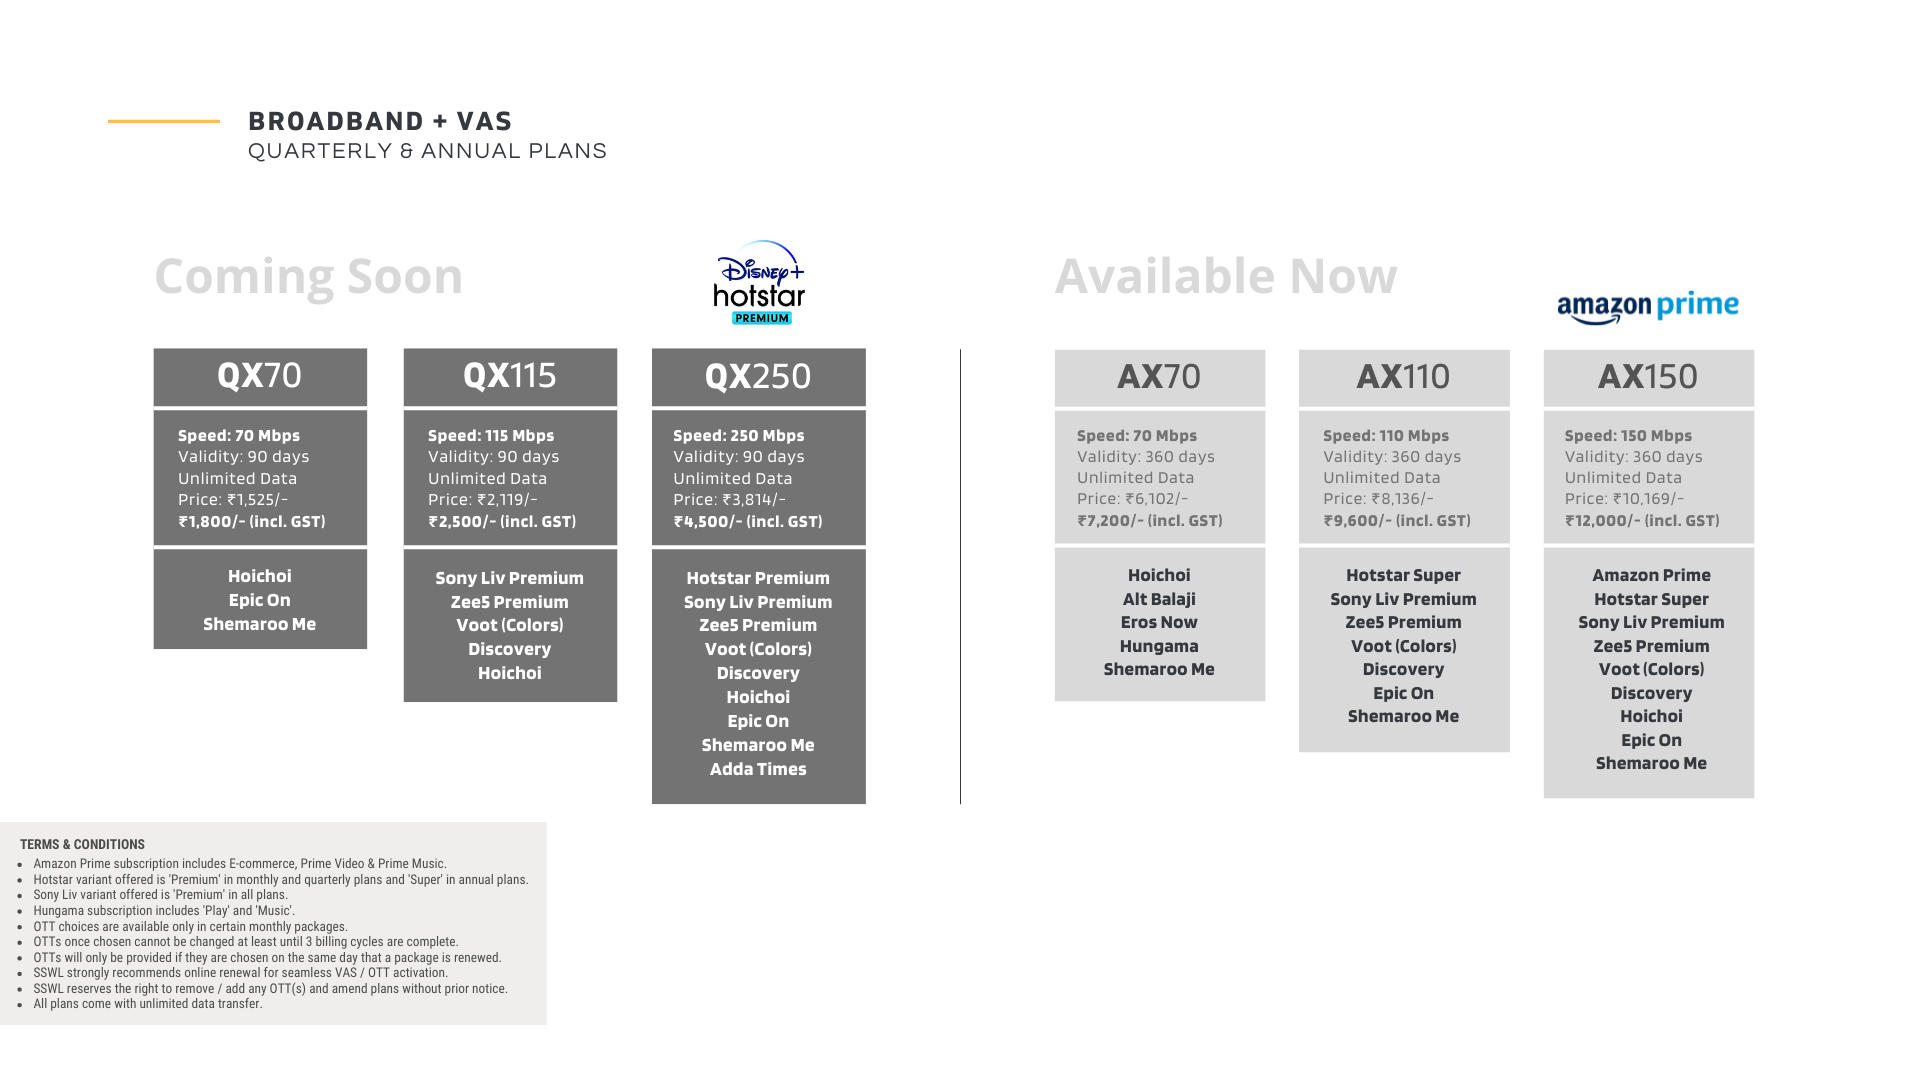 BROADBAND + VAS
QUARTERLY & ANNUAL PLANS
Coming Soon
Disney+
hotstar
PREMIUM
QX70
Speed: 70 Mbps
Validity: 90 days
Unlimited Data
Price: ₹1,525/-
₹1,800/- (incl. GST)
Hoichoi
Epic On
Shemaroo Me
QX115
Speed: 115 Mbps
Validity: 90 days
Unlimited Data
Price: ₹2,119/-
₹2,500/- (incl. GST)
Sony Liv Premium
Zee5 Premium
Voot (Colors)
Discovery
Hoichoi
QX250
Speed: 250 Mbps
Validity: 90 days
Unlimited Data
Price: ₹3,814/-
₹4,500/- (incl. GST)
Hotstar Premium
Sony Liv Premium
Zee5 Premium
Voot (Colors)
Discovery
Hoichoi
Epic On
Shemaroo Me
Adda Times
Available Now
amazon prime
AX70
Speed: 70 Mbps
Validity: 360 days
Unlimited Data
Price: ₹6,102/-
₹7,200/- (incl. GST)
Hoichoi
Alt Balaji
Eros Now
Hungama
Shemaroo Me
AX110
Speed: 110 Mbps
Validity: 360 days
Unlimited Data
Price: ₹8,136/-
₹9,600/- (incl. GST)
Hotstar Super
Sony Liv Premium
Zee5 Premium
Voot (Colors)
Discovery
Epic On
Shemaroo Me
AX150
Speed: 150 Mbps
Validity: 360 days
Unlimited Data
Price: ₹10,169/-
₹12,000/- (incl. GST)
Amazon Prime
Hotstar Super
Sony Liv Premium
Zee5 Premium
Voot (Colors)
Discovery
Hoichoi
Epic On
Shemaroo Me
TERMS & CONDITIONS
• Amazon Prime subscription includes E-commerce, Prime Video & Prime Music.
• Hotstar variant offered is 'Premium' in monthly and quarterly plans and 'Super' in annual plans.
• Sony Liv variant offered is 'Premium' in all plans.
• Hungama subscription includes 'Play' and 'Music'.
• OTT choices are available only in certain monthly packages.
• OTTs once chosen cannot be changed at least until 3 billing cycles are complete.
• OTTs will only be provided if they are chosen on the same day that a package is renewed.
• SSWL strongly recommends online renewal for seamless VAS / OTT activation.
• SSWL reserves the right to remove / add any OTT(s) and amend plans without prior notice.
• All plans come with unlimited data transfer.